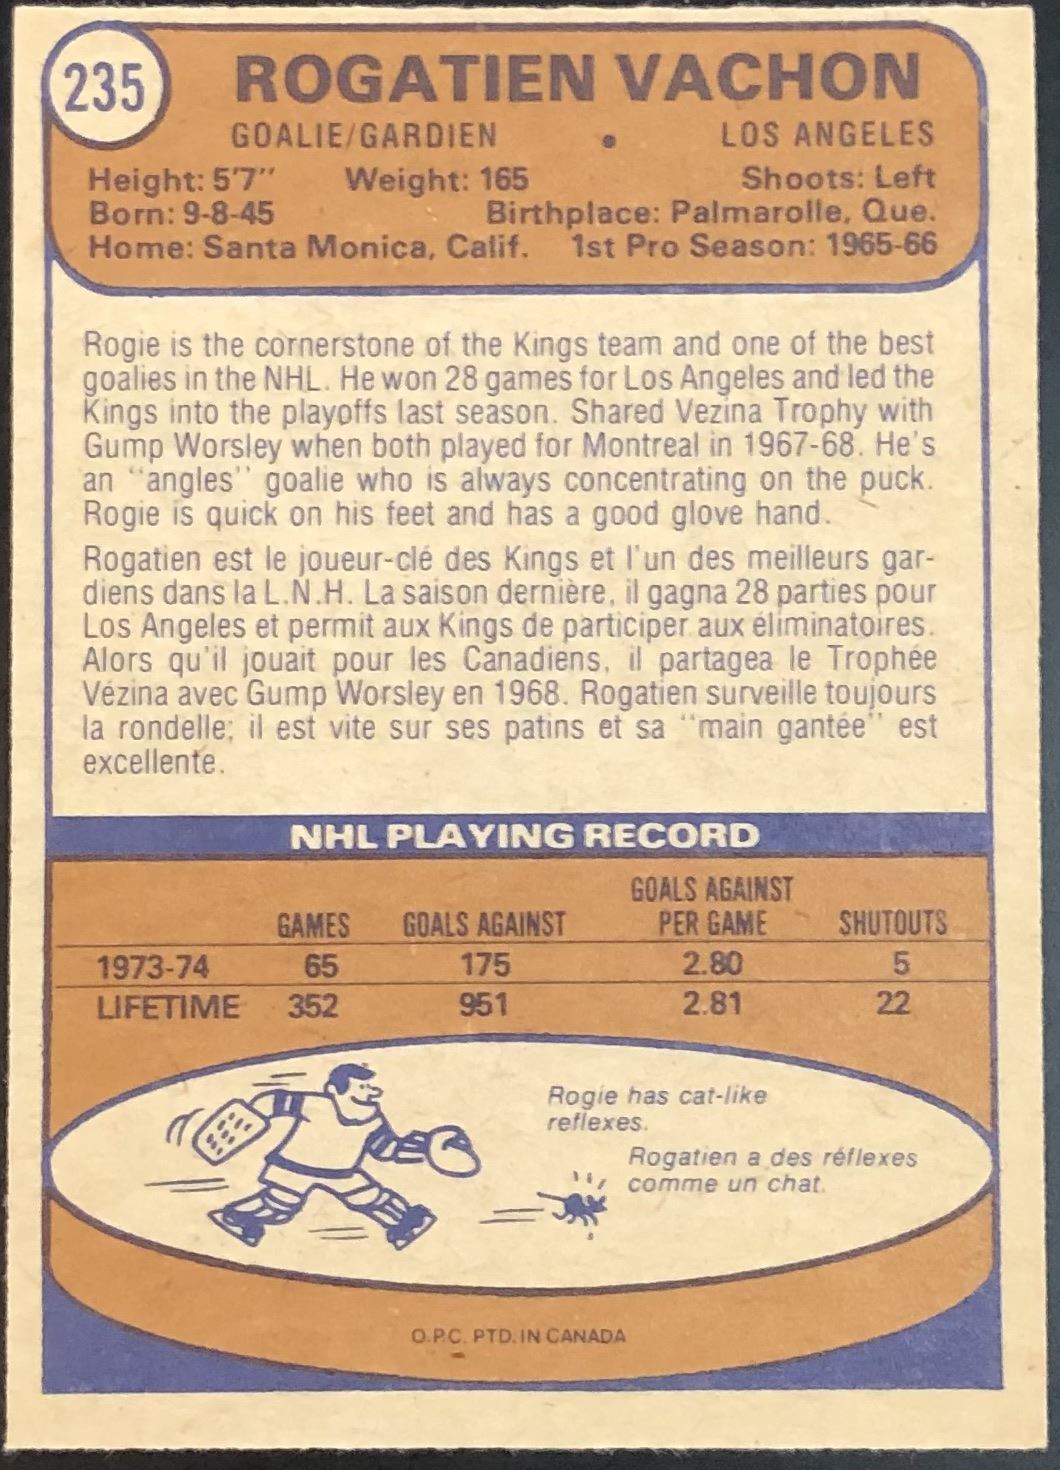 235
ROGATIEN VACHON
GOALIE/GARDIEN • LOS ANGELES
Height: 5'7" Weight: 165 Shoots: Left
Born: 9-8-45 Birthplace: Palmarolle, Que.
Home: Santa Monica, Calif. 1st Pro Season: 1965-66
Rogie is the cornerstone of the Kings team and one of the best
goalies in the NHL. He won 28 games for Los Angeles and led the
Kings into the playoffs last season. Shared Vezina Trophy with
Gump Worsley when both played for Montreal in 1967-68. He's
an "angles" goalie who is always concentrating on the puck.
Rogie is quick on his feet and has a good glove hand.
Rogatien est le joueur-clé des Kings et l'un des meilleurs gar-
diens dans la L.N.H. La saison dernière, il gagna 28 parties pour
Los Angeles et permit aux Kings de participer aux éliminatoires.
Alors qu'il jouait pour les Canadiens, il partagea le Trophée
Vézina avec Gump Worsley en 1968. Rogatien surveille toujours
la rondelle; il est vite sur ses patins et sa "main gantée" est
excellente.
NHL PLAYING RECORD
GAMES GOALS AGAINST GOALS AGAINST PER GAME SHUTOUTS
1973-74 65 175 2.80 5
LIFETIME 352 951 2.81 22
Rogie has cat-like
reflexes.
Rogatien a des réflexes
comme un chat.
O.P.C. PTD. IN CANADA